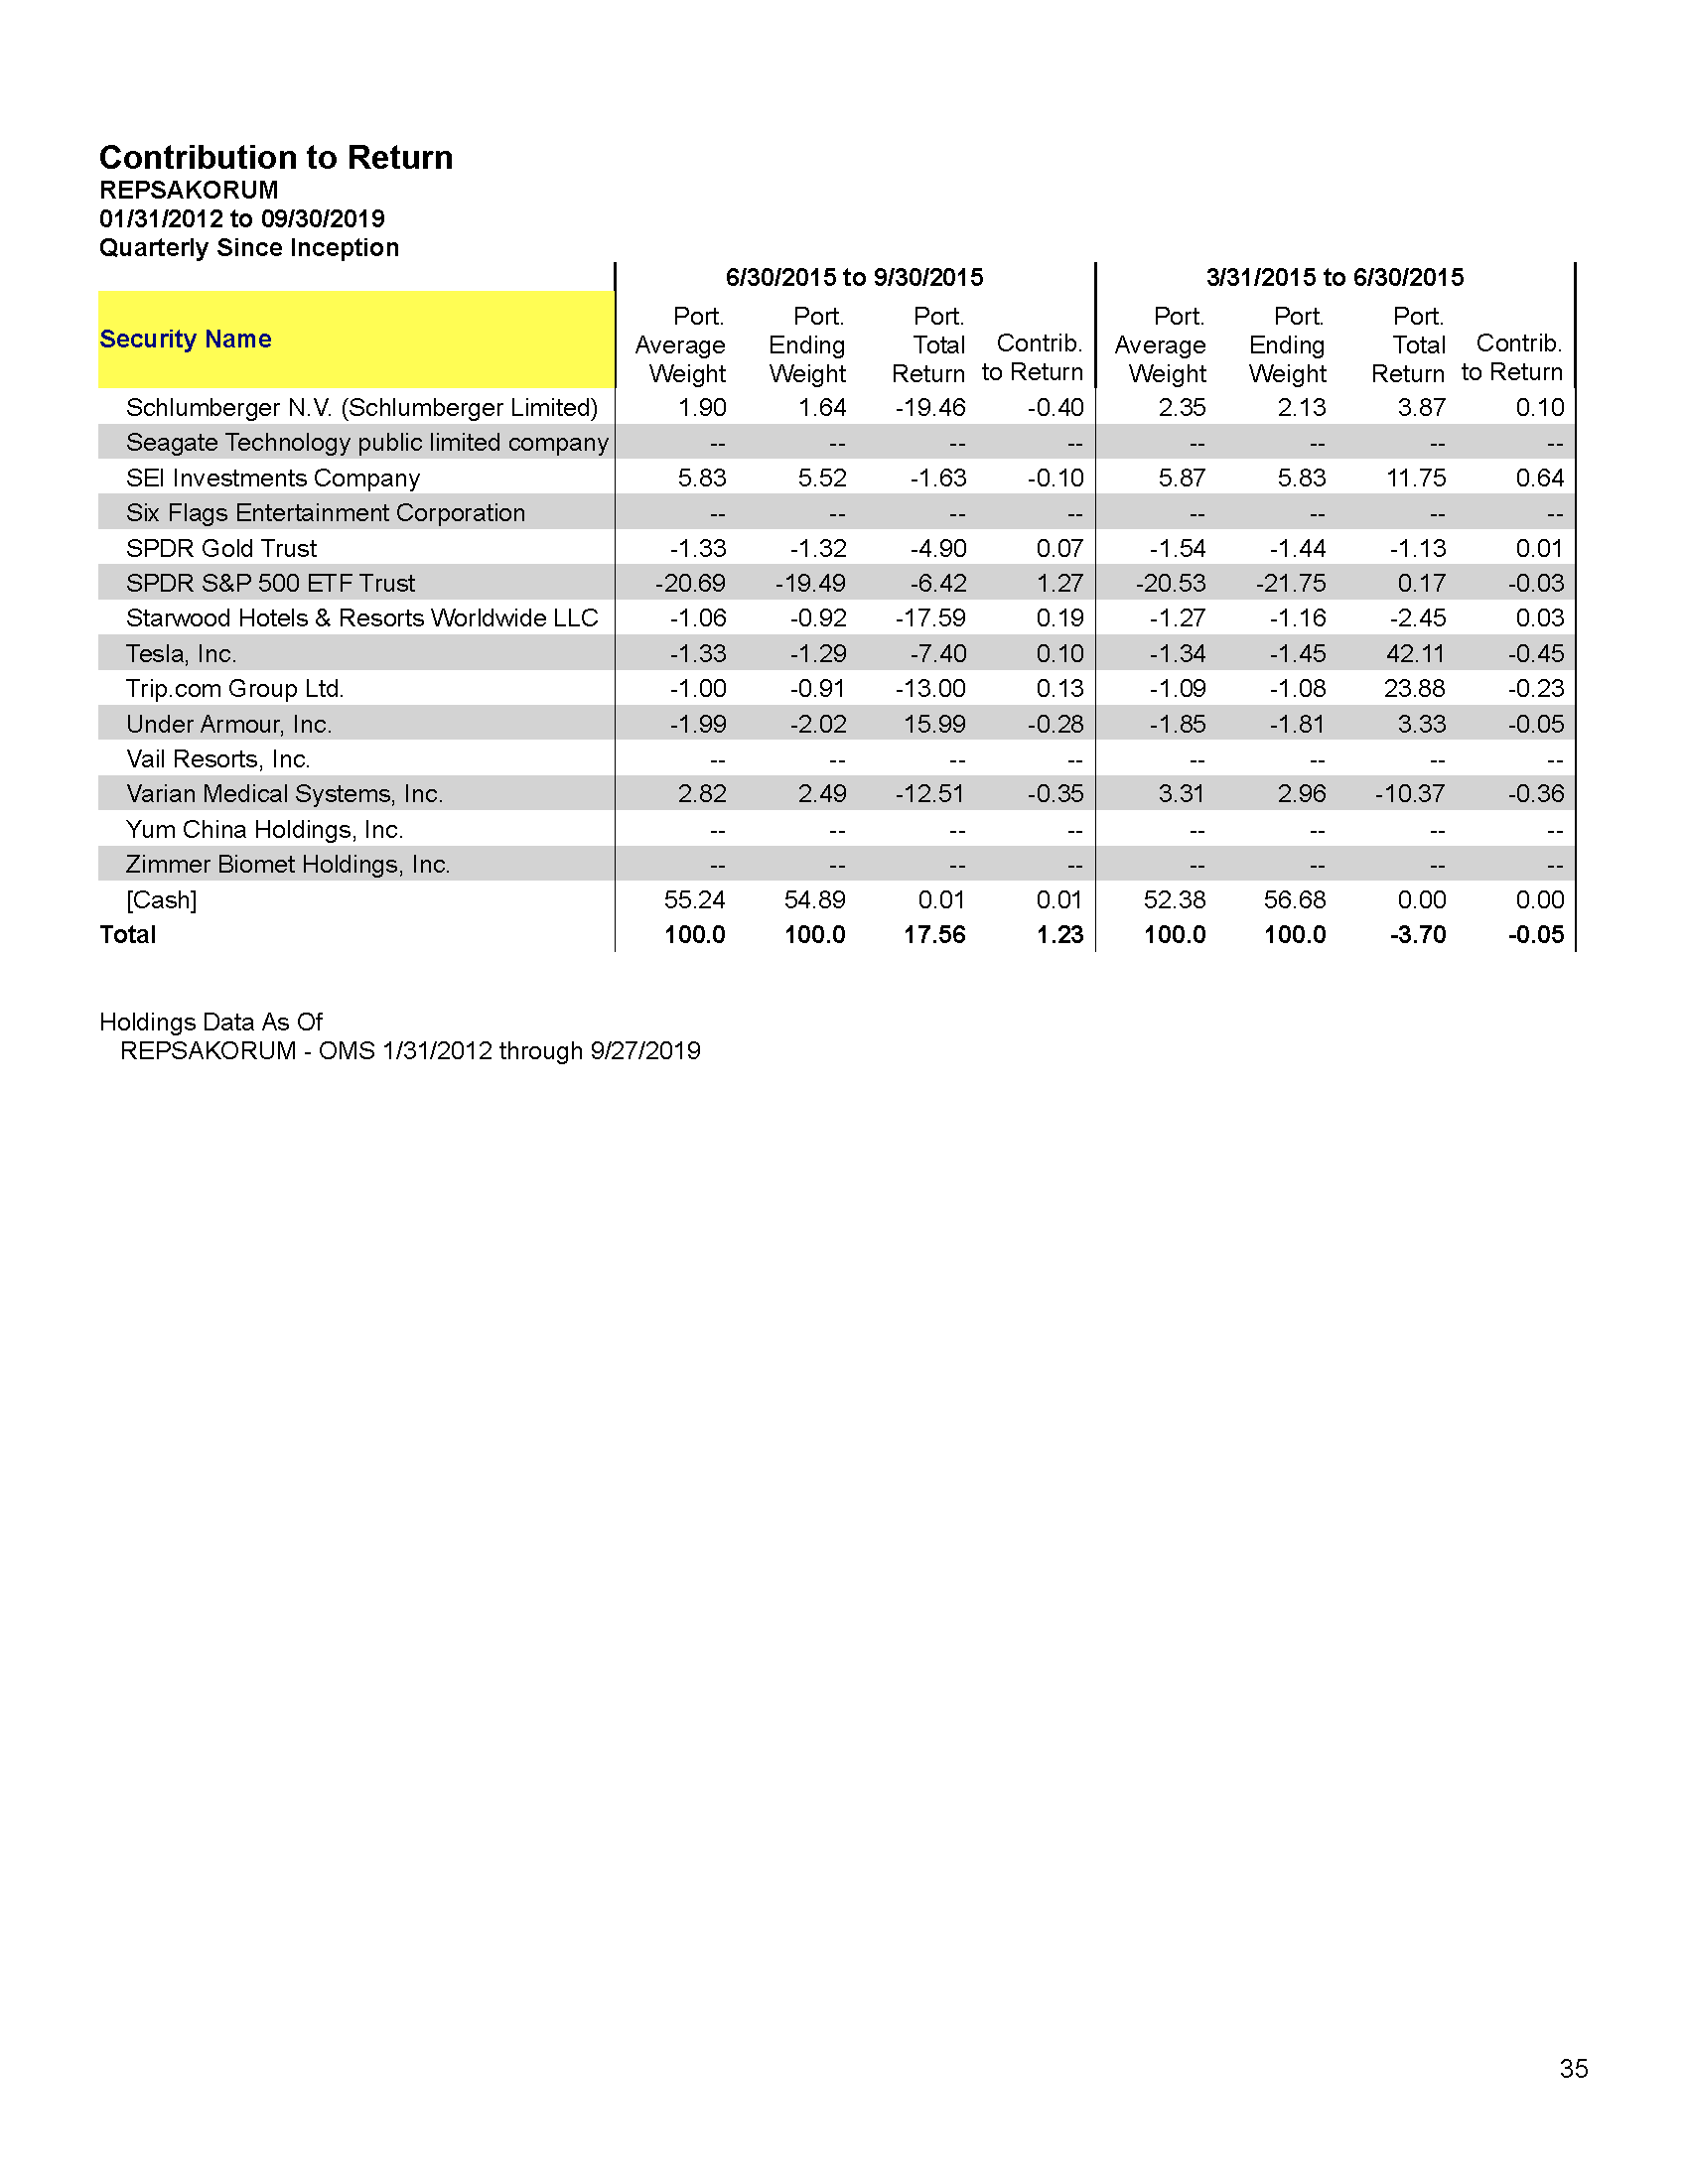 Contribution to Return
REPSAKORUM
01/31/2012 to 09/30/2019
Quarterly Since Inception
6/30/2015 to 9/30/2015 3/31/2015 to 6/30/2015
Security Name Port. Average Weight Port. Ending Weight Port. Total Return Contrib. to Return Port. Average Weight Port. Ending Weight Port. Total Return Contrib. to Return
Schlumberger N.V. (Schlumberger Limited) 1.90 1.64 -19.46 -0.40 2.35 2.13 3.87 0.10
Seagate Technology public limited company -- -- -- -- -- -- -- --
SEI Investments Company 5.83 5.52 -1.63 -0.10 5.87 5.83 11.75 0.64
Six Flags Entertainment Corporation -- -- -- -- -- -- -- --
SPDR Gold Trust -1.33 -1.32 -4.90 0.07 -1.54 -1.44 -1.13 0.01
SPDR S&P 500 ETF Trust -20.69 -19.49 -6.42 1.27 -20.53 -21.75 0.17 -0.03
Starwood Hotels & Resorts Worldwide LLC -1.06 -0.92 -17.59 0.19 -1.27 -1.16 -2.45 0.03
Tesla, Inc. -1.33 -1.29 -7.40 0.10 -1.34 -1.45 42.11 -0.45
Trip.com Group Ltd. -1.00 -0.91 -13.00 0.13 -1.09 -1.08 23.88 -0.23
Under Armour, Inc. -1.99 -2.02 15.99 -0.28 -1.85 -1.81 3.33 -0.05
Vail Resorts, Inc. -- -- -- -- -- -- -- --
Varian Medical Systems, Inc. 2.82 2.49 -12.51 -0.35 3.31 2.96 -10.37 -0.36
Yum China Holdings, Inc. -- -- -- -- -- -- -- --
Zimmer Biomet Holdings, Inc. -- -- -- -- -- -- -- --
[Cash] 55.24 54.89 0.01 0.01 52.38 56.68 0.00 0.00
Total 100.0 100.0 17.56 1.23 100.0 100.0 -3.70 -0.05
Holdings Data As Of
REPSAKORUM - OMS 1/31/2012 through 9/27/2019
35